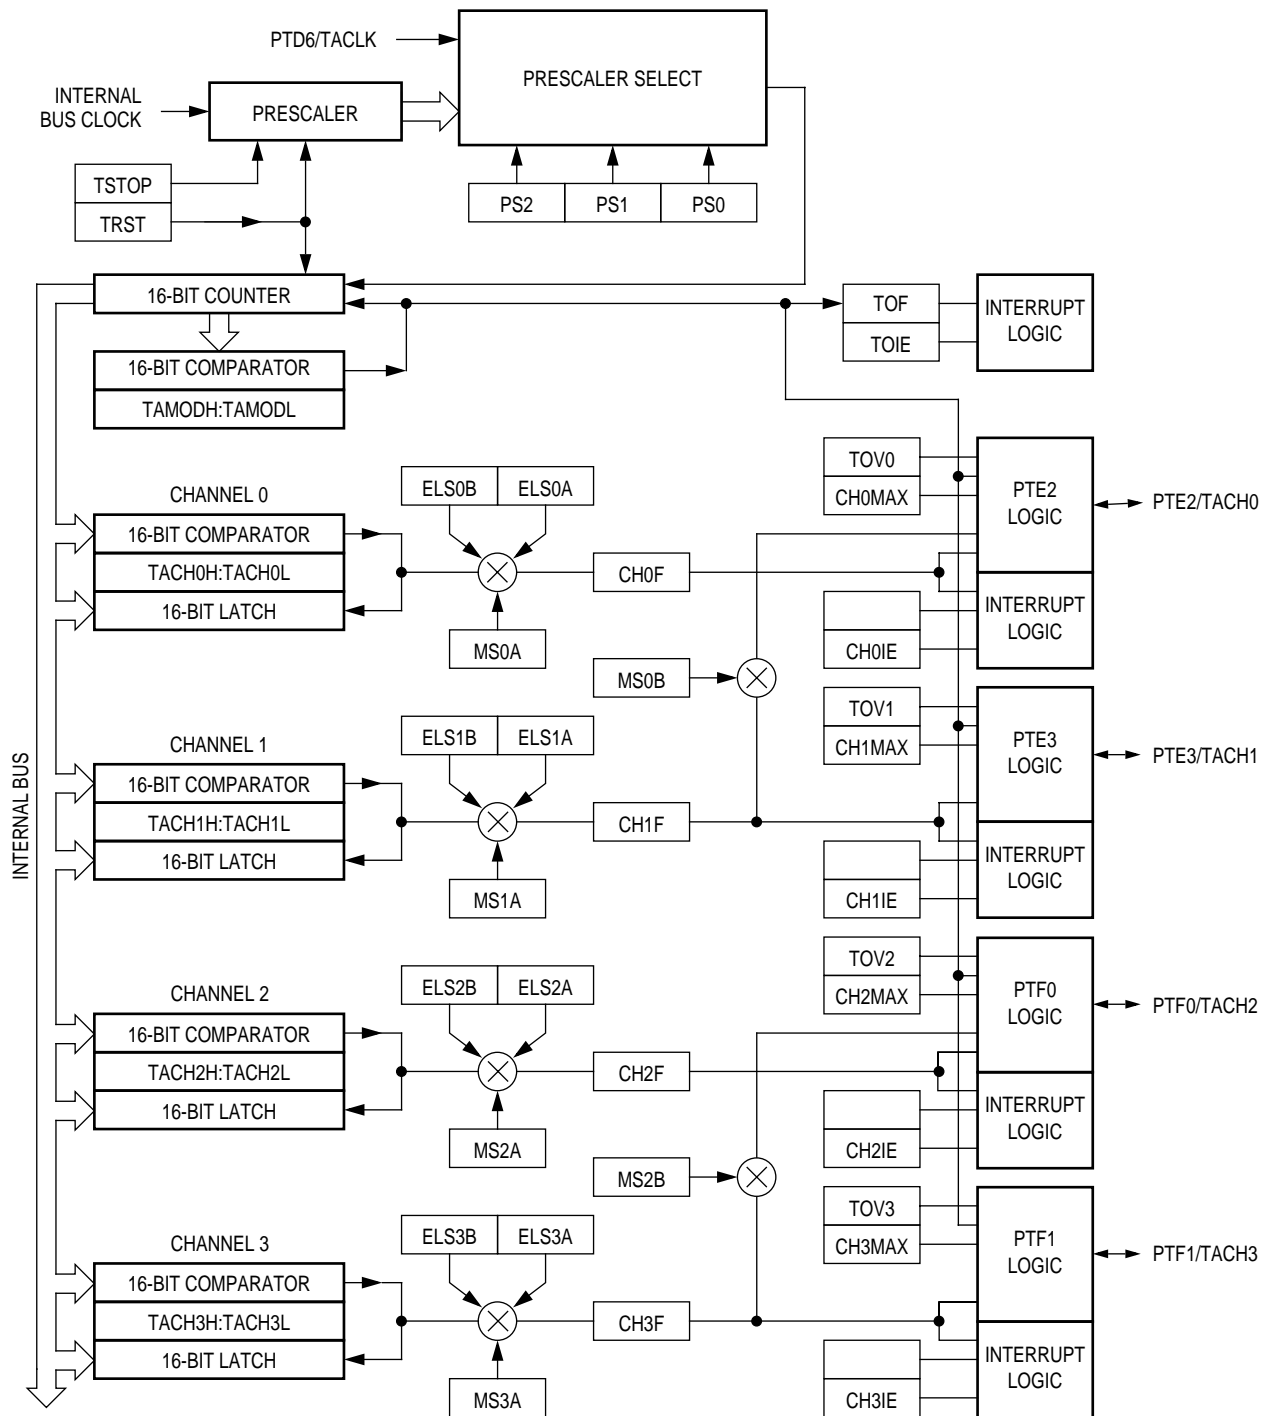 PTD6/TACLK
PRESCALER SELECT
INTERNAL
BUS CLOCK
PRESCALER
TSTOP
TRST
PS2
PS1
PS0
16-BIT COUNTER
16-BIT COMPARATOR
TAMODH:TAMODL
TOF
TOIE
INTERRUPT
LOGIC
INTERNAL BUS
CHANNEL 0
16-BIT COMPARATOR
TACH0H:TACH0L
16-BIT LATCH
ELS0B
ELS0A
MS0A
CH0F
TOV0
CH0MAX
PTE2
LOGIC
PTE2/TACH0
INTERRUPT
LOGIC
CH0IE
MS0B
CHANNEL 1
16-BIT COMPARATOR
TACH1H:TACH1L
16-BIT LATCH
ELS1B
ELS1A
MS1A
CH1F
TOV1
CH1MAX
PTE3
LOGIC
PTE3/TACH1
INTERRUPT
LOGIC
CH1IE
CHANNEL 2
16-BIT COMPARATOR
TACH2H:TACH2L
16-BIT LATCH
ELS2B
ELS2A
MS2A
CH2F
TOV2
CH2MAX
PTF0
LOGIC
PTF0/TACH2
INTERRUPT
LOGIC
CH2IE
MS2B
CHANNEL 3
16-BIT COMPARATOR
TACH3H:TACH3L
16-BIT LATCH
ELS3B
ELS3A
MS3A
CH3F
TOV3
CH3MAX
PTF1
LOGIC
PTF1/TACH3
INTERRUPT
LOGIC
CH3IE